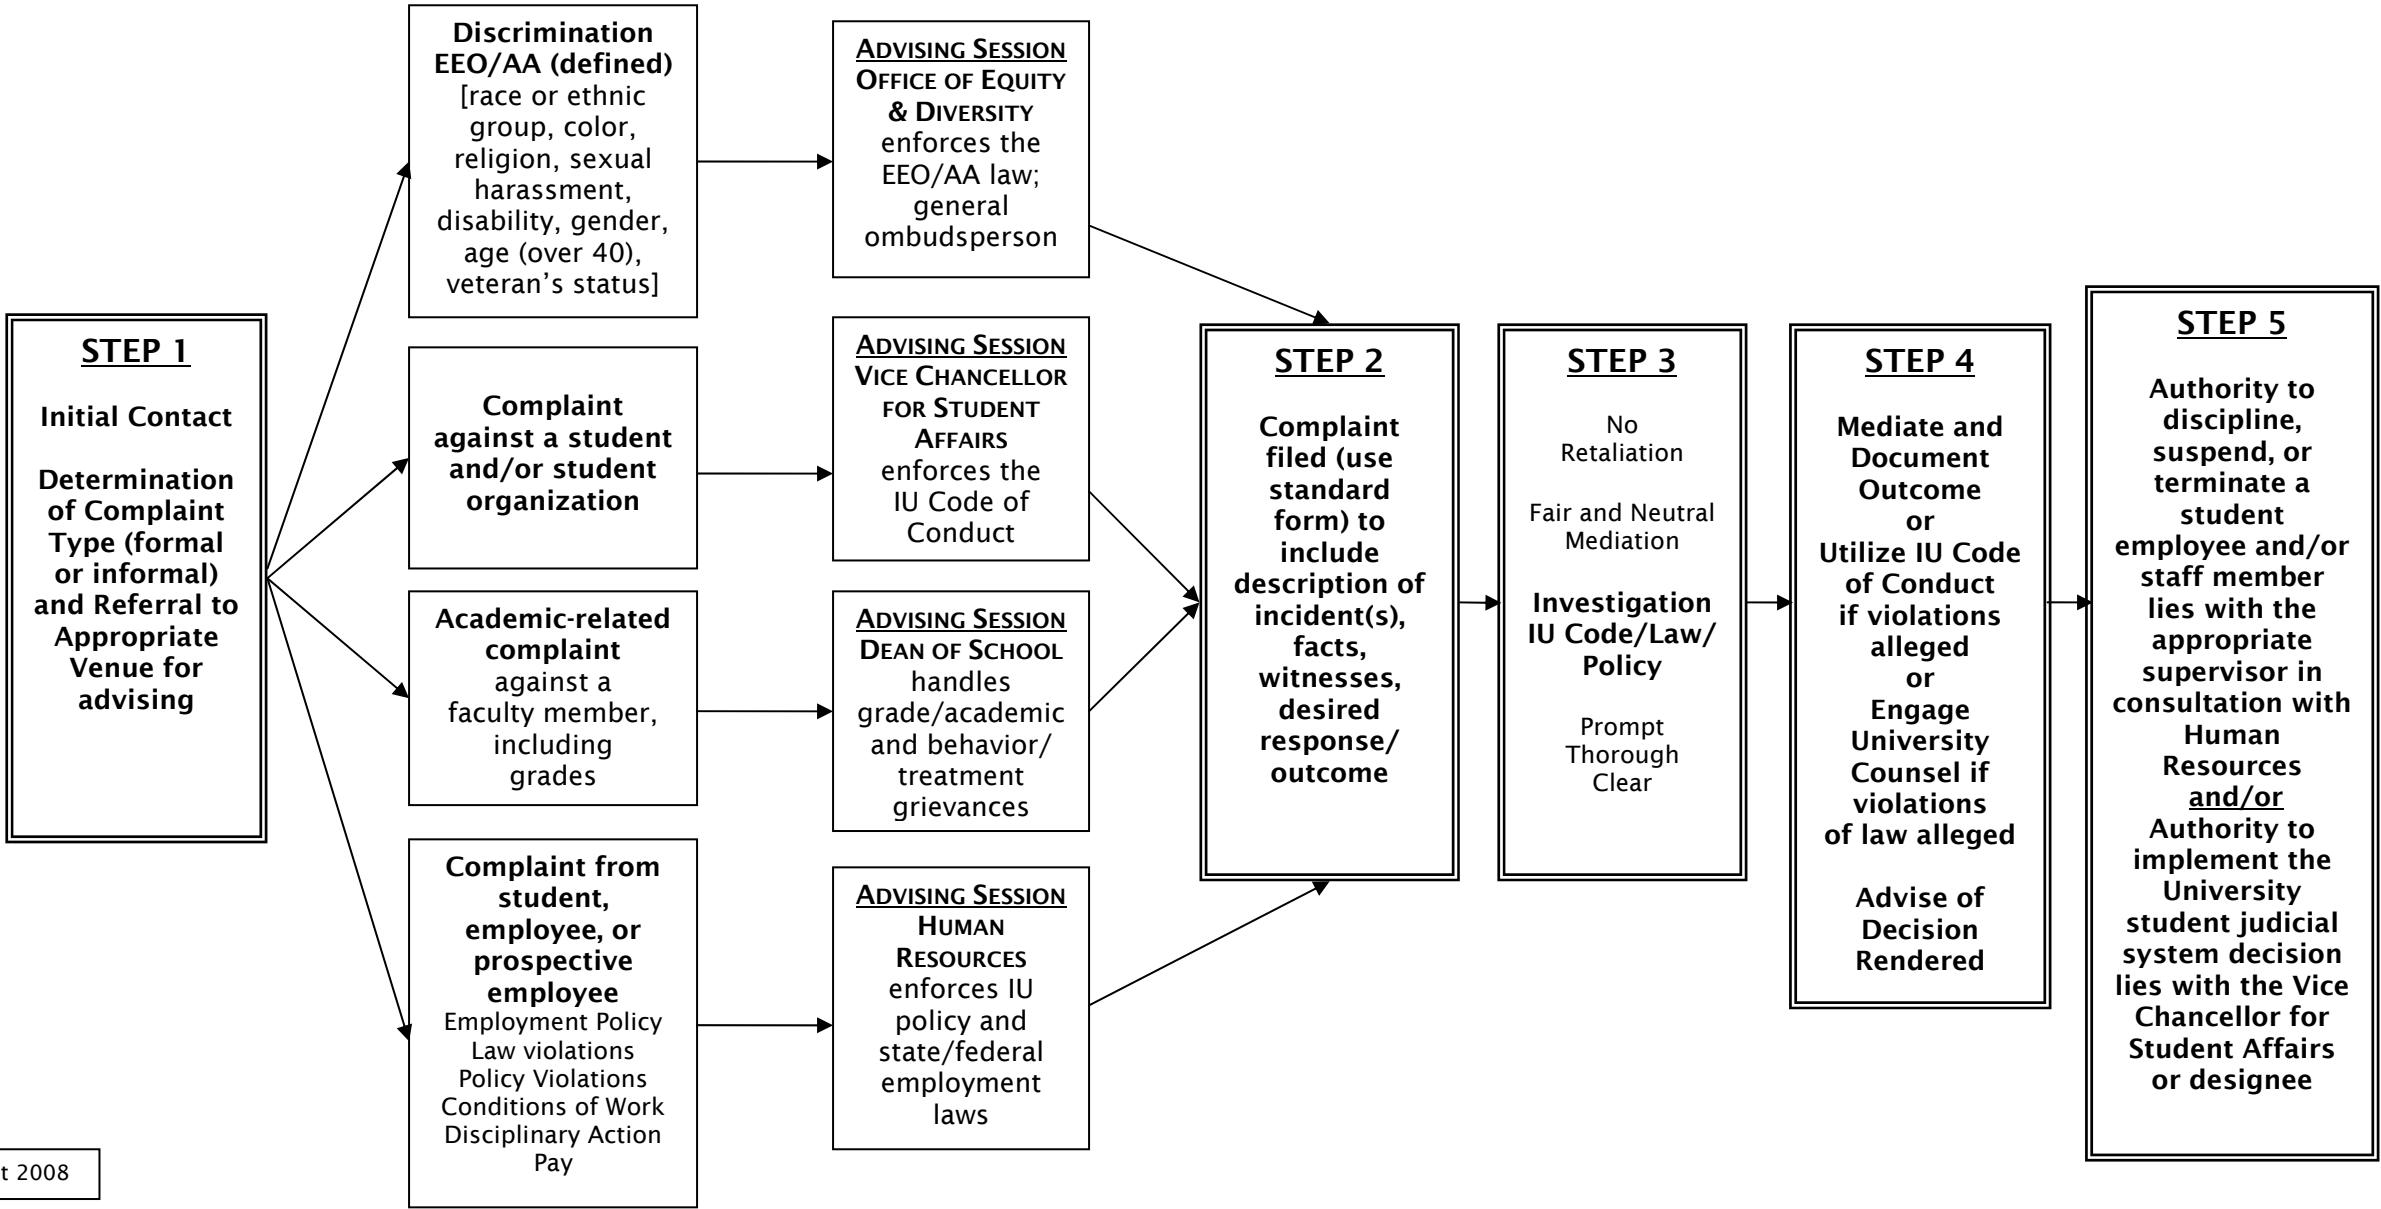 STEP 1
Initial Contact
Determination
of Complaint
Type (formal
or informal)
and Referral to
Appropriate
Venue for
advising
Discrimination
EEO/AA (defined)
[race or ethnic
group, color,
religion, sexual
harassment,
disability, gender,
age (over 40),
veteran’s status]
ADVISING SESSION
OFFICE OF EQUITY
& DIVERSITY
enforces the
EEO/AA law;
general
ombudsperson
Complaint
against a student
and/or student
organization
ADVISING SESSION
VICE CHANCELLOR
FOR STUDENT
AFFAIRS
enforces the
IU Code of
Conduct
Academic-related
complaint
against a
faculty member,
including
grades
ADVISING SESSION
DEAN OF SCHOOL
handles
grade/academic
and behavior/
treatment
grievances
Complaint from
student,
employee, or
prospective
employee
Employment Policy
Law violations
Policy Violations
Conditions of Work
Disciplinary Action
Pay
ADVISING SESSION
HUMAN
RESOURCES
enforces IU
policy and
state/federal
employment
laws
STEP 2
Complaint
filed (use
standard
form) to
include
description of
incident(s),
facts,
witnesses,
desired
response/
outcome
STEP 3
No
Retaliation
Fair and Neutral
Mediation
Investigation
IU Code/Law/
Policy
Prompt
Thorough
Clear
STEP 4
Mediate and
Document
Outcome
or
Utilize IU Code
of Conduct
if violations
alleged
or
Engage
University
Counsel if
violations
of law alleged
Advise of
Decision
Rendered
STEP 5
Authority to
discipline,
suspend, or
terminate a
student
employee and/or
staff member
lies with the
appropriate
supervisor in
consultation with
Human
Resources
and/or
Authority to
implement the
University
student judicial
system decision
lies with the Vice
Chancellor for
Student Affairs
or designee
t 2008